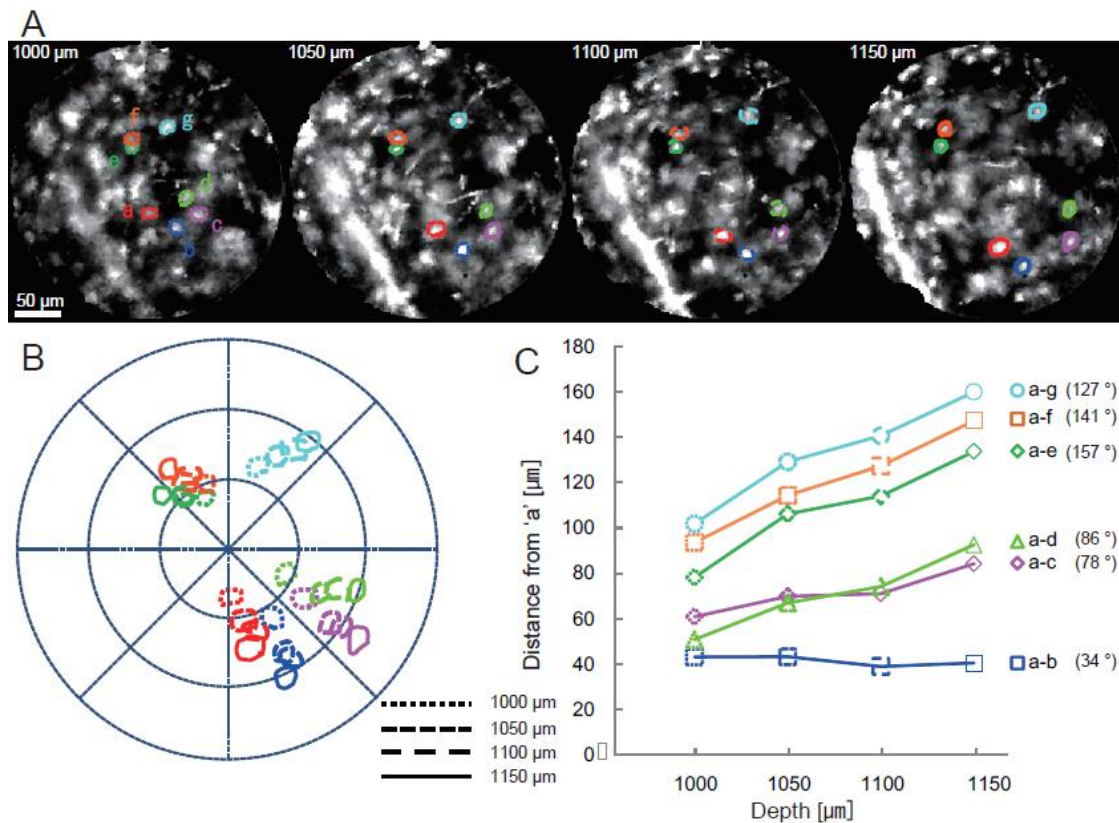 A
1000 µm
1050 µm
1100 µm
1150 µm
f
g
e
d
a
c
b
50 µm
B
1000 µm
1050 µm
1100 µm
1150 µm
C
Distance from 'a' [µm]
180
160
140
120
100
80
60
40
20
0
1000 1050 1100 1150
Depth [µm]
a-g (127 °)
a-f (141 °)
a-e (157 °)
a-d (86 °)
a-c (78 °)
a-b (34 °)